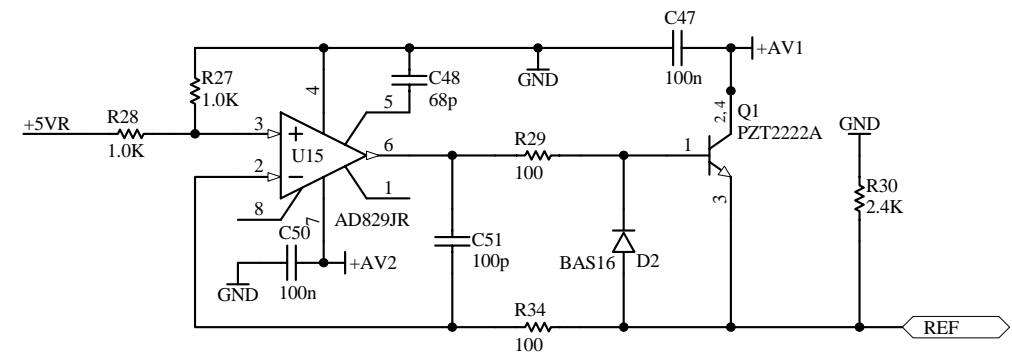 C47
+AV1
100n
GND
R27
1.0K
4
C48
68p
5
2, 4
Q1
PZT2222A
+5VR
R28
1.0K
3
+
U15
6
R29
100
1
GND
2
−
R30
2.4K
8
1
AD829JR
3
C50
7
+AV2
C51
100p
BAS16
D2
GND
100n
R34
100
REF